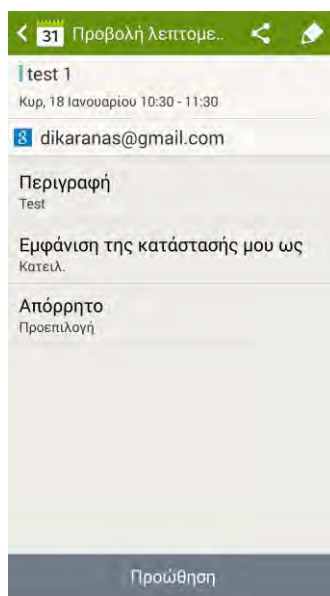 31 Προβολή λεπτομε..
test 1
Κυρ, 18 Ιανουαρίου 10:30 - 11:30
8 dikaranas@gmail.com
Περιγραφή
Test
Εμφάνιση της κατάστασής μου ως
Κατειλ.
Απόρρητο
Προεπιλογή
Προώθηση